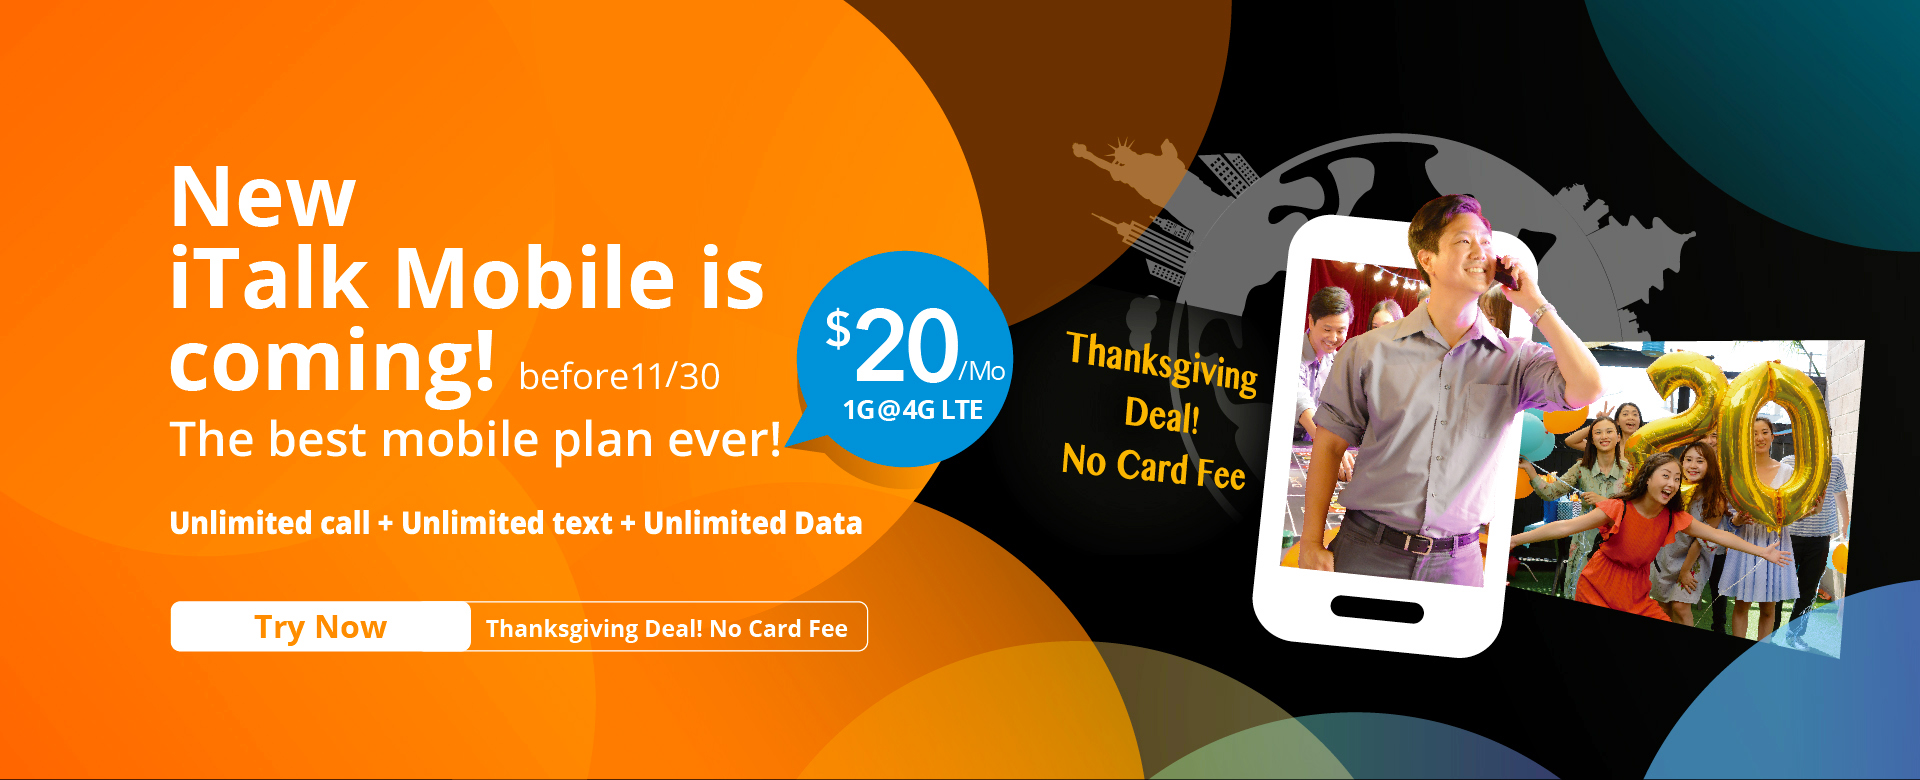 New
iTalk Mobile is
coming! before11/30
The best mobile plan ever!
$20/Mo
1G@4G LTE
Unlimited call + Unlimited text + Unlimited Data
Try Now
Thanksgiving Deal! No Card Fee
Thanksgiving
Deal!
No Card Fee
20